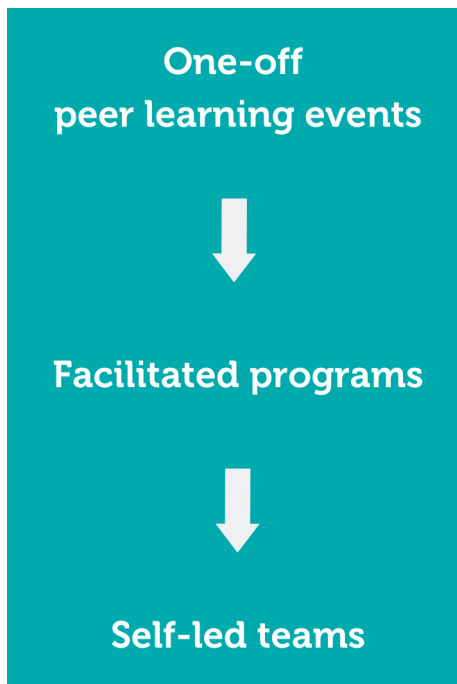 One-off
peer learning events
Facilitated programs
Self-led teams